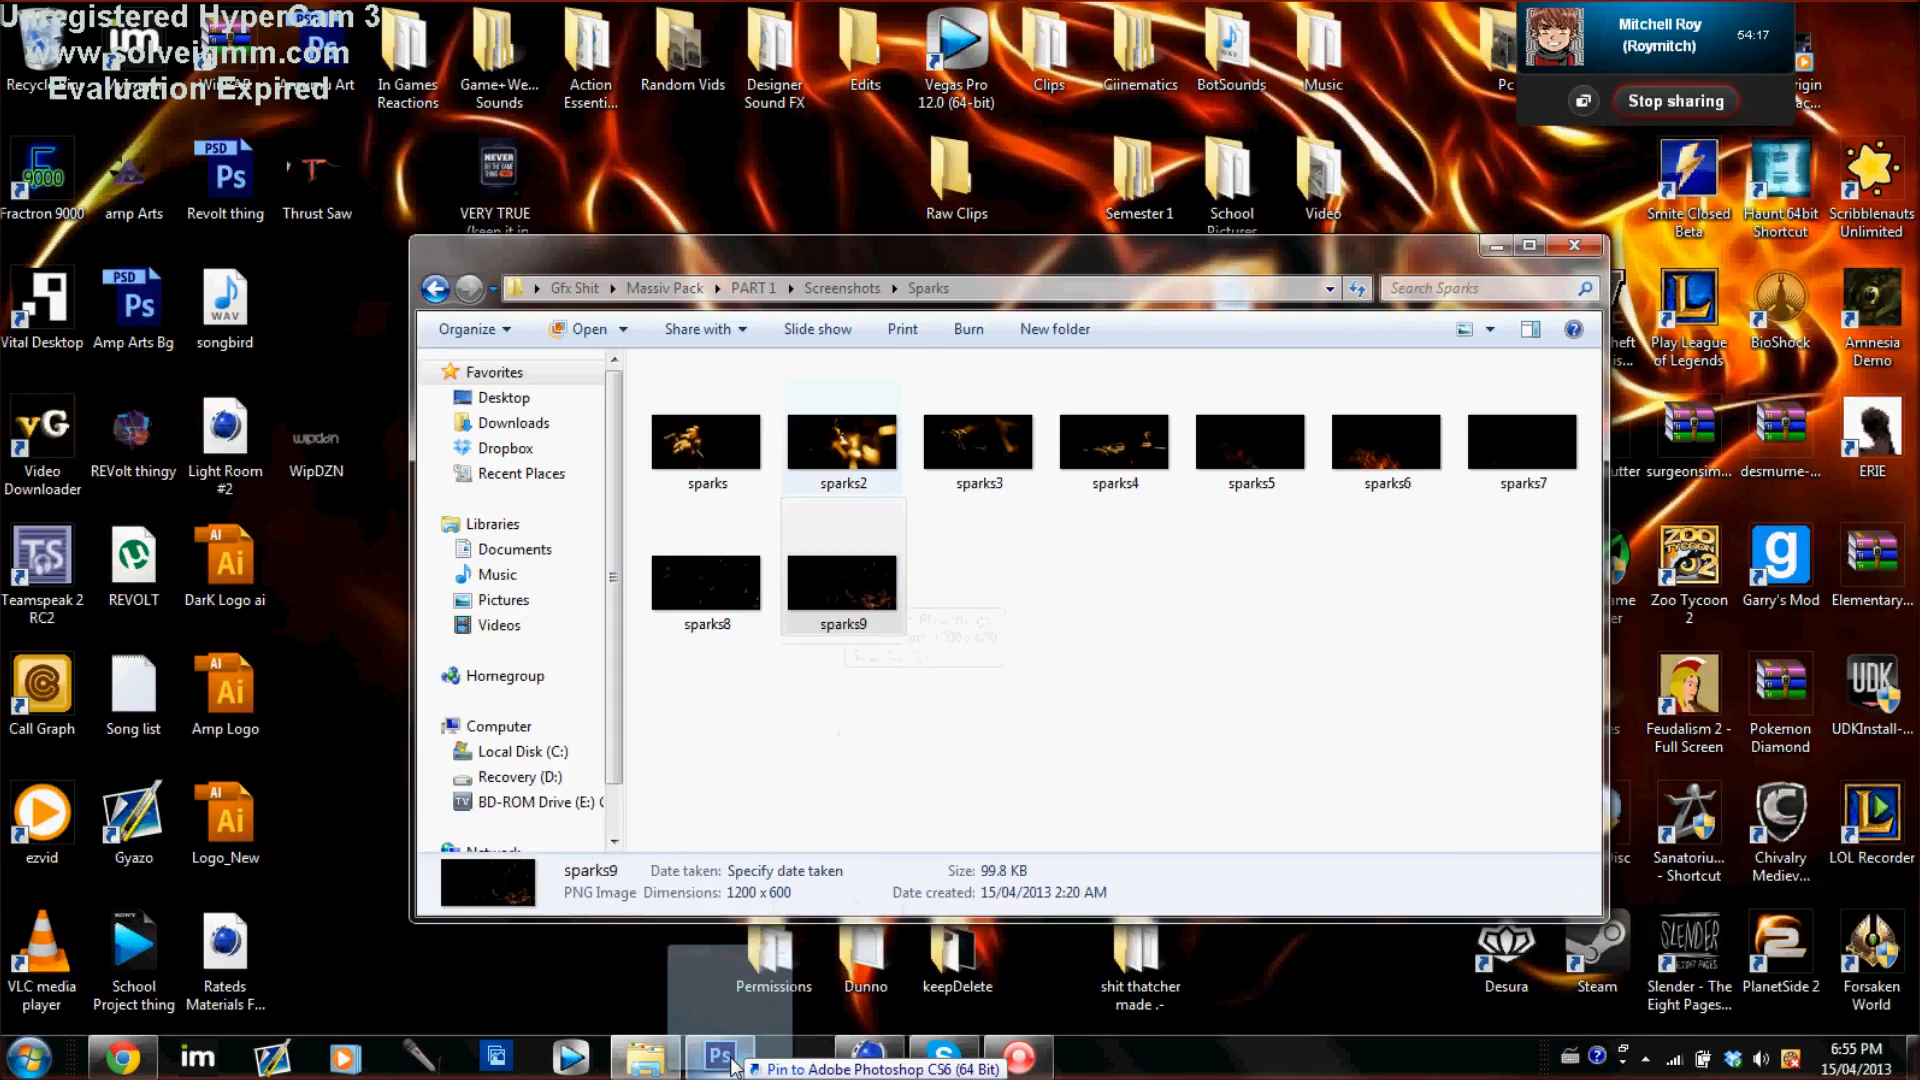 Unregistered HyperCam 3
www.solveigmm.com
Evaluation Expired
Mitchell Roy
(Roymitch)
54:17
Stop sharing
In Games
Reactions
Game+We...
Sounds
Action
Essenti...
Random Vids
Designer
Sound FX
Edits
Vegas Pro
12.0 (64-bit)
Clips
Ciinematics
BotSounds
Music
Fractron 9000
amp Arts
Revolt thing
Thrust Saw
VERY TRUE
(keep it in
Raw Clips
Semester 1
School
Pictures
Video
Smite Closed
Beta
Haunt 64bit
Shortcut
Scribblenauts
Unlimited
Gfx Shit
Massiv Pack
PART 1
Screenshots
Sparks
Search Sparks
Organize
Open
Share with
Slide show
Print
Burn
New folder
Favorites
Desktop
Downloads
Dropbox
Recent Places
Libraries
Documents
Music
Pictures
Videos
Homegroup
Computer
Local Disk (C:)
Recovery (D:)
BD-ROM Drive (E:)
Network
sparks
sparks2
sparks3
sparks4
sparks5
sparks6
sparks7
sparks8
sparks9
sparks9
Date taken: Specify date taken
Size: 99.8 KB
PNG Image
Dimensions: 1200 x 600
Date created: 15/04/2013 2:20 AM
Vital Desktop
Amp Arts Bg
songbird
Play League
of Legends
BioShock
Amnesia
Demo
Video
Downloader
REVolt thingy
Light Room
#2
WipDZN
surgeonsim...
desmume-...
ERIE
Teamspeak 2
RC2
REVOLT
DarK Logo ai
Zoo Tycoon
2
Garry's Mod
Elementary...
Call Graph
Song list
Amp Logo
Feudalism 2 -
Full Screen
Pokemon
Diamond
UDKInstall-...
ezvid
Gyazo
Logo_New
Sanatoriu...
- Shortcut
Chivalry
Mediev...
LOL Recorder
VLC media
player
School
Project thing
Rateds
Materials F...
Permissions
Dunno
keepDelete
shit thatcher
made .-
Desura
Steam
Slender - The
Eight Pages...
PlanetSide 2
Forsaken
World
Pin to Adobe Photoshop CS6 (64 Bit)
6:55 PM
15/04/2013